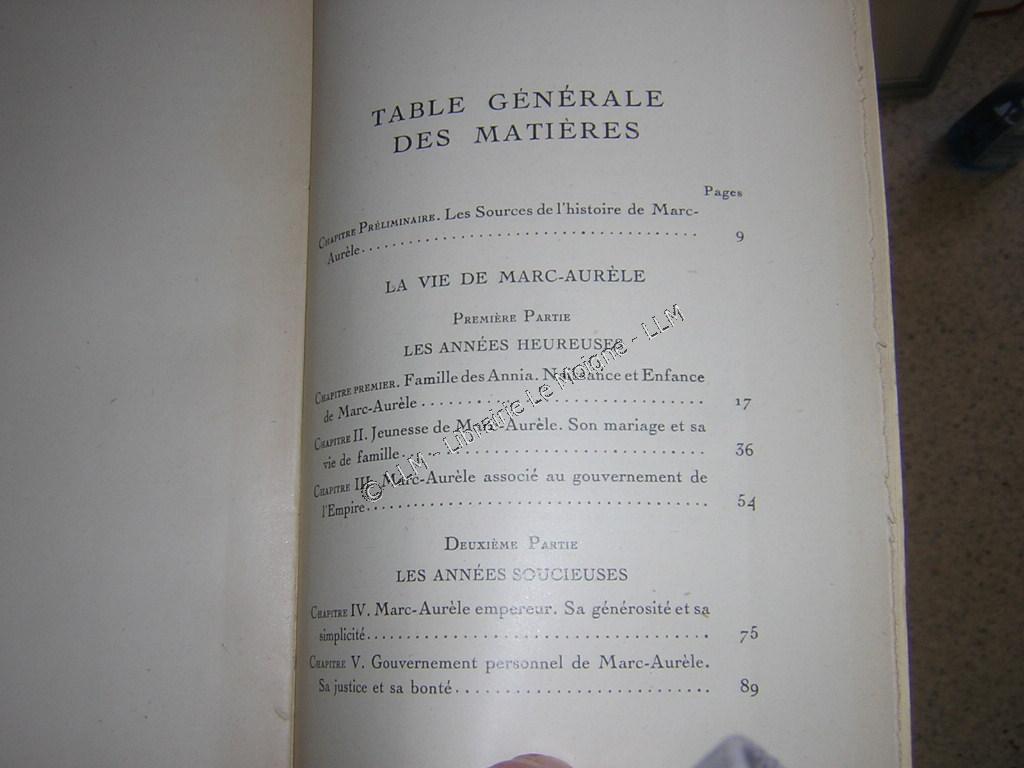 TABLE GÉNÉRALE
DES MATIÈRES
Pages
CHAPITRE PRÉLIMINAIRE. Les Sources de l'histoire de Marc-
Aurèle........................................ 9
LA VIE DE MARC-AURÈLE
PREMIÈRE PARTIE
LES ANNÉES HEUREUSES
CHAPITRE PREMIER. Famille des Annia. Naissance et Enfance
de Marc-Aurèle.............................. 17
CHAPITRE II. Jeunesse de Marc-Aurèle. Son mariage et sa
vie de famille................................ 36
CHAPITRE III. Marc-Aurèle associé au gouvernement de
l'Empire.................................... 54
DEUXIÈME PARTIE
LES ANNÉES SOUCIEUSES
CHAPITRE IV. Marc-Aurèle empereur. Sa générosité et sa
simplicité.................................... 75
CHAPITRE V. Gouvernement personnel de Marc-Aurèle.
Sa justice et sa bonté.......................... 89
© LLM - Librairie Le Moigne - LLM